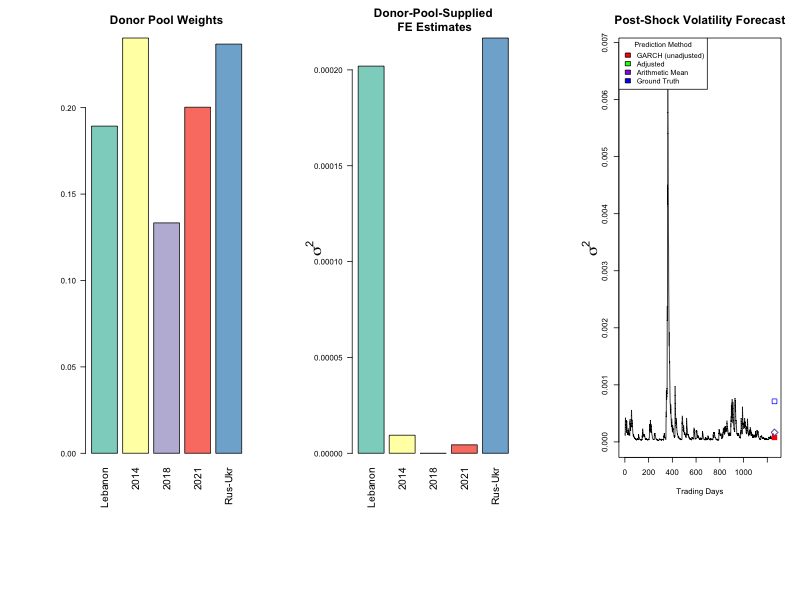 Donor Pool Weights
0.20
0.15
0.10
0.05
0.00
Lebanon
2014
2018
2021
Rus-Ukr
Donor-Pool-Supplied
FE Estimates
σ2
0.00020
0.00015
0.00010
0.00005
0.00000
Lebanon
2014
2018
2021
Rus-Ukr
Post-Shock Volatility Forecast
σ2
0.007
0.006
0.005
0.004
0.003
0.002
0.001
0.000
Prediction Method
GARCH (unadjusted)
Adjusted
Arithmetic Mean
Ground Truth
0
200
400
600
800
1000
Trading Days